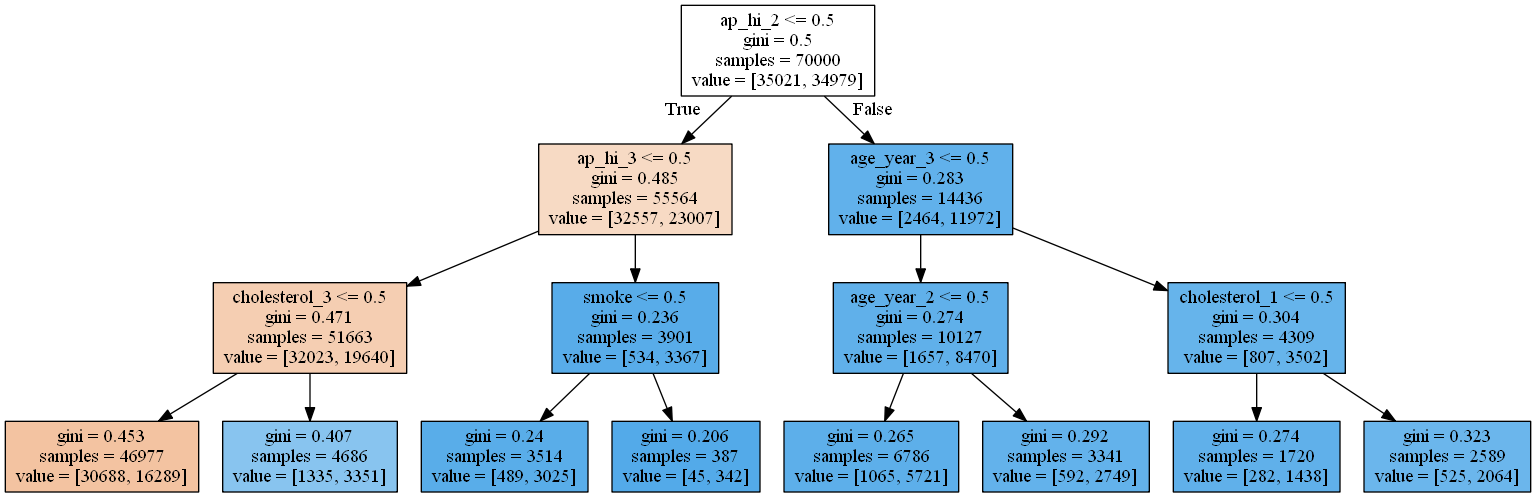 ap_hi_2 <= 0.5
gini = 0.5
samples = 70000
value = [35021, 34979]
True
False
ap_hi_3 <= 0.5
gini = 0.485
samples = 55564
value = [32557, 23007]
age_year_3 <= 0.5
gini = 0.283
samples = 14436
value = [2464, 11972]
cholesterol_3 <= 0.5
gini = 0.471
samples = 51663
value = [32023, 19640]
smoke <= 0.5
gini = 0.236
samples = 3901
value = [534, 3367]
age_year_2 <= 0.5
gini = 0.274
samples = 10127
value = [1657, 8470]
cholesterol_1 <= 0.5
gini = 0.304
samples = 4309
value = [807, 3502]
gini = 0.453
samples = 46977
value = [30688, 16289]
gini = 0.407
samples = 4686
value = [1335, 3351]
gini = 0.24
samples = 3514
value = [489, 3025]
gini = 0.206
samples = 387
value = [45, 342]
gini = 0.265
samples = 6786
value = [1065, 5721]
gini = 0.292
samples = 3341
value = [592, 2749]
gini = 0.274
samples = 1720
value = [282, 1438]
gini = 0.323
samples = 2589
value = [525, 2064]